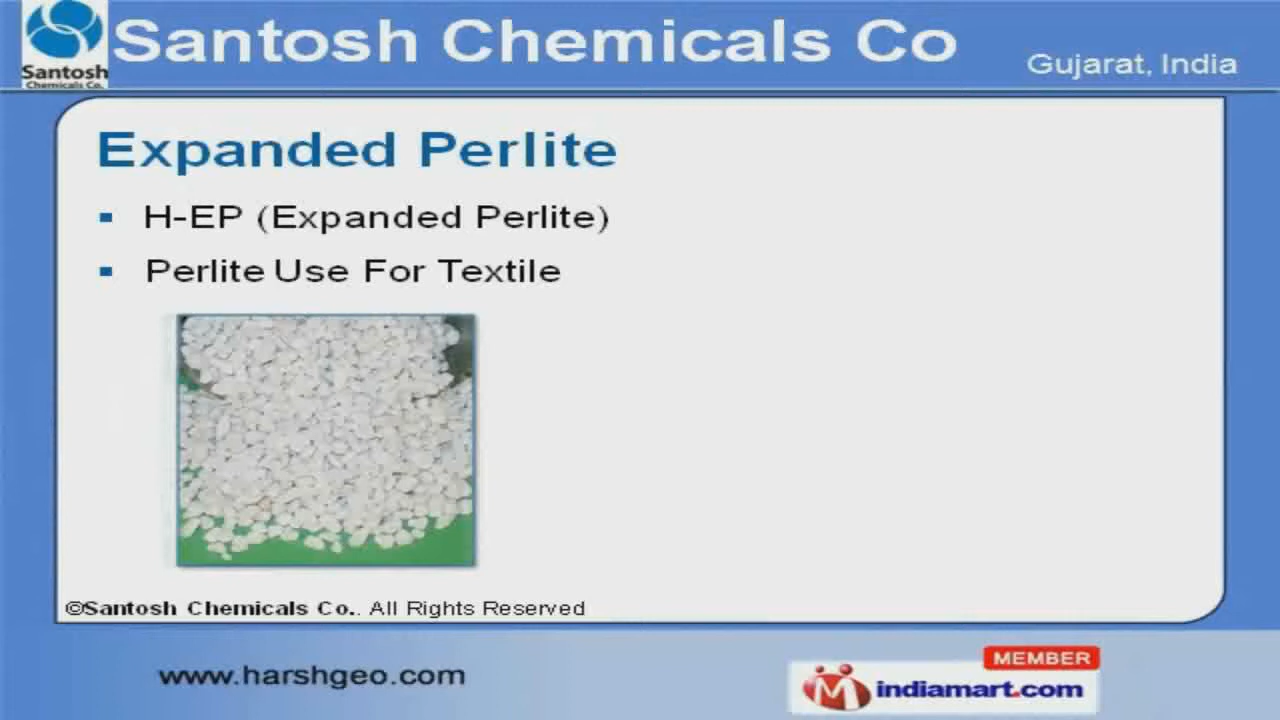 Santosh Chemicals Co
Gujarat, India
Santosh
Chemicals Co.
Expanded Perlite
▪ H-EP (Expanded Perlite)
▪ Perlite Use For Textile
©Santosh Chemicals Co.. All Rights Reserved
www.harshgeo.com
MEMBER
indiamart.com